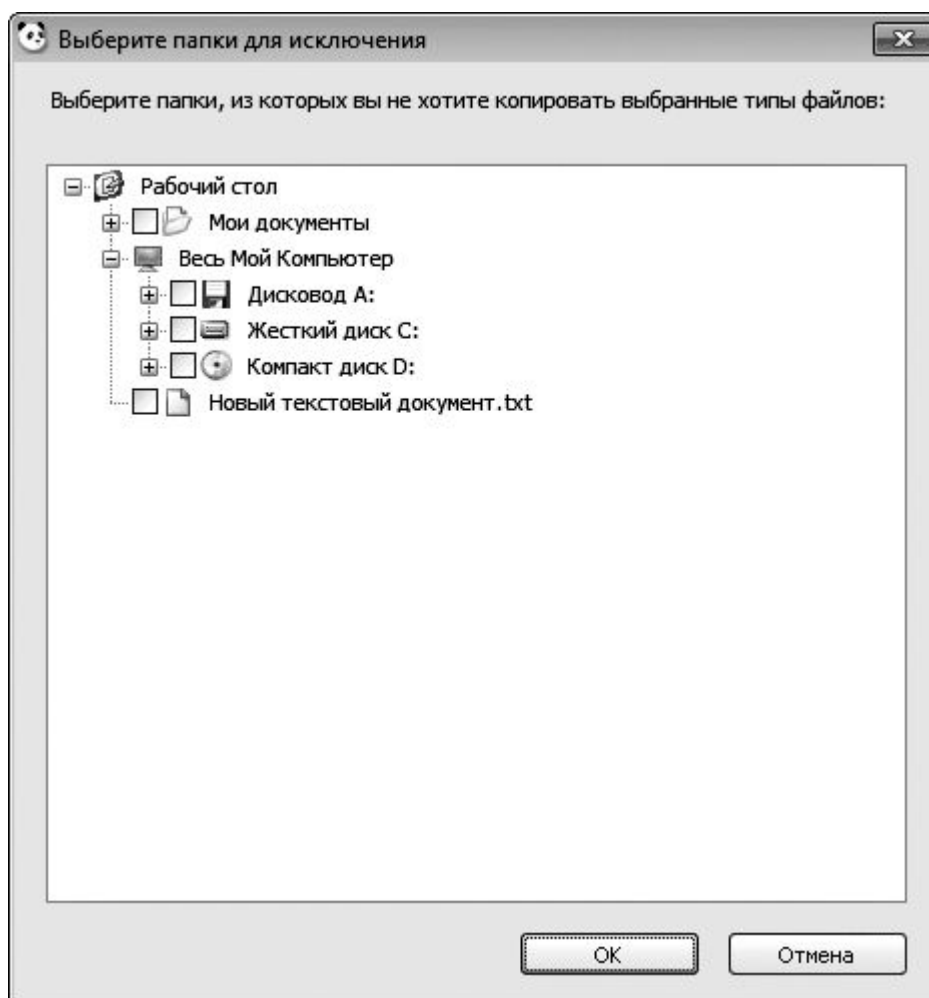 Выберите папки для исключения
Выберите папки, из которых вы не хотите копировать выбранные типы файлов:
Рабочий стол
Мои документы
Весь Мой Компьютер
Дисковод A:
Жесткий диск C:
Компакт диск D:
Новый текстовый документ.txt
OK Отмена